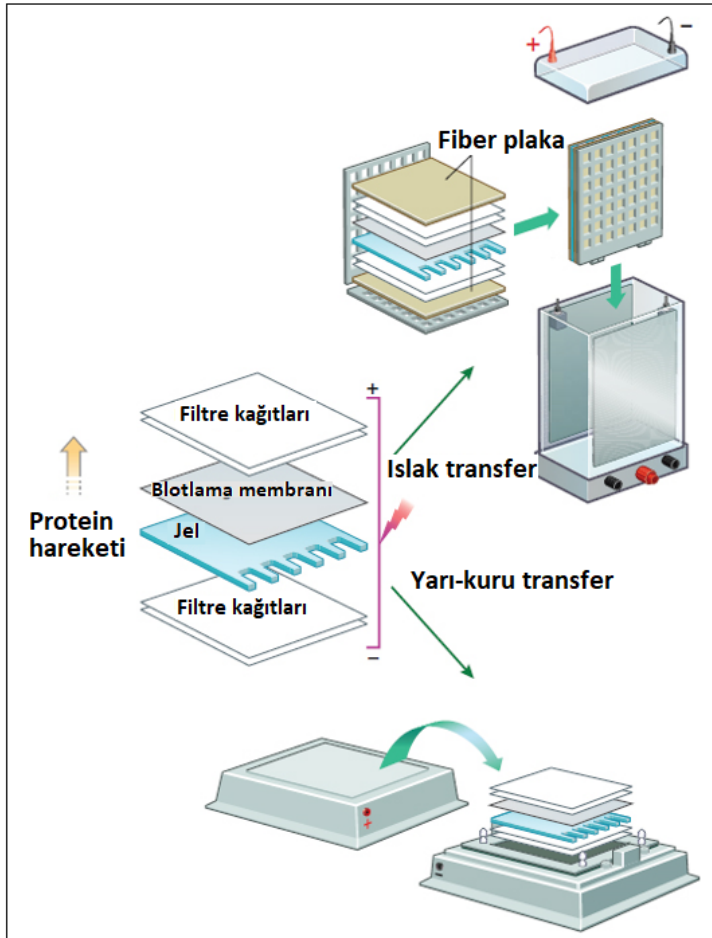 + −
Fiber plaka
+
Filtre kağıtları
Blotlama membranı
Jel
Filtre kağıtları
−
Protein
hareketi
Islak transfer
Yarı-kuru transfer
+
−